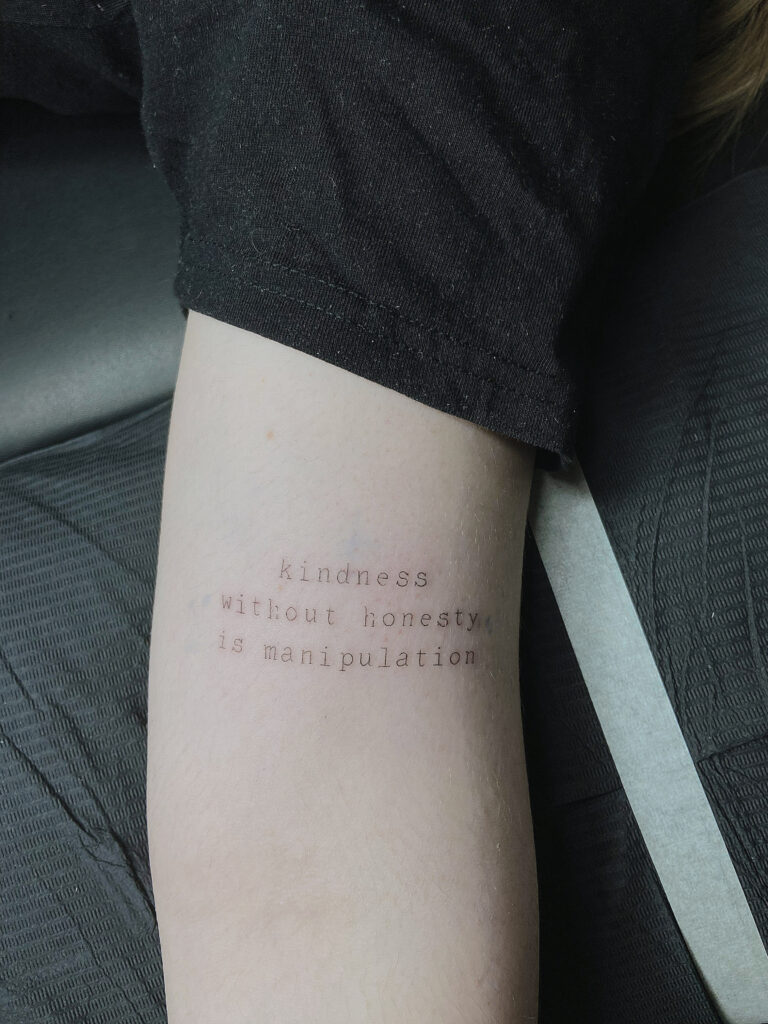 kindness
without honesty
is manipulation